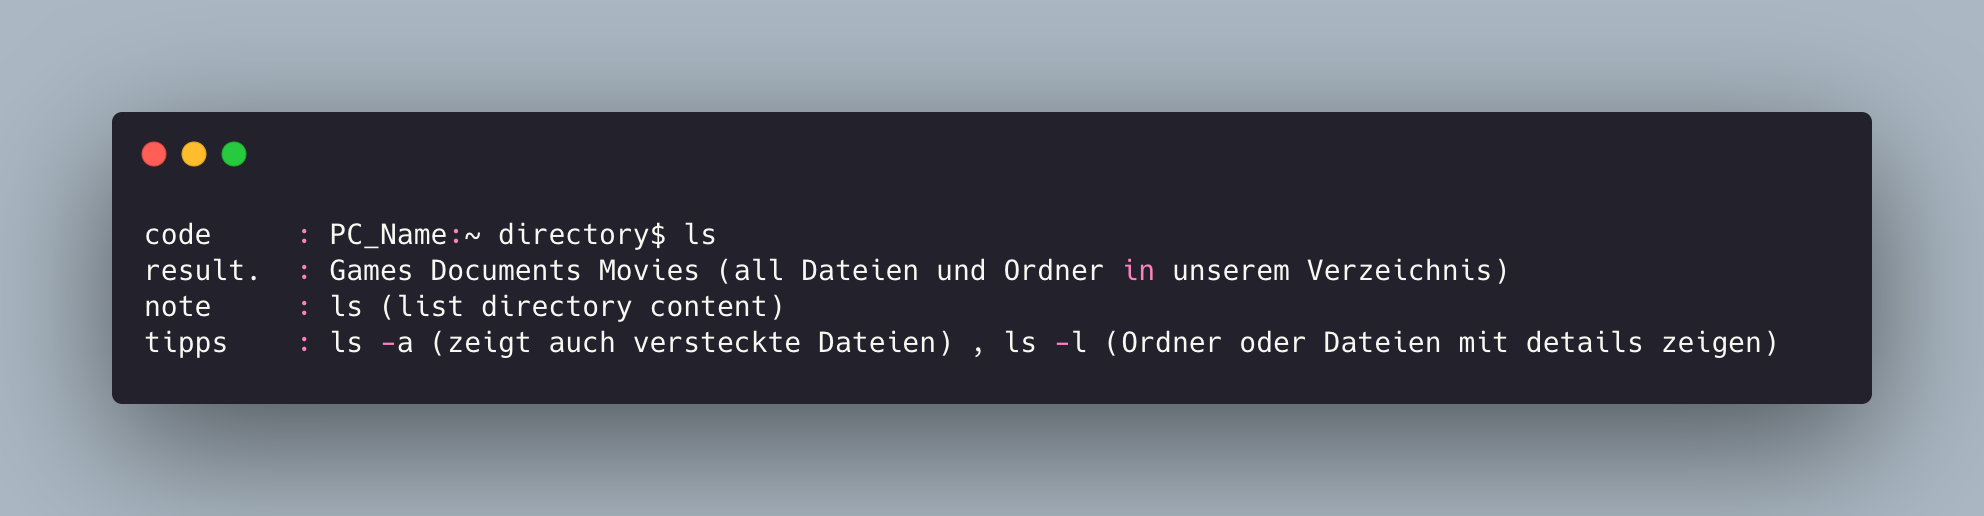 code : PC_Name:~ directory$ ls
result. : Games Documents Movies (all Dateien und Ordner in unserem Verzeichnis)
note : ls (list directory content)
tipps : ls -a (zeigt auch versteckte Dateien) , ls -l (Ordner oder Dateien mit details zeigen)